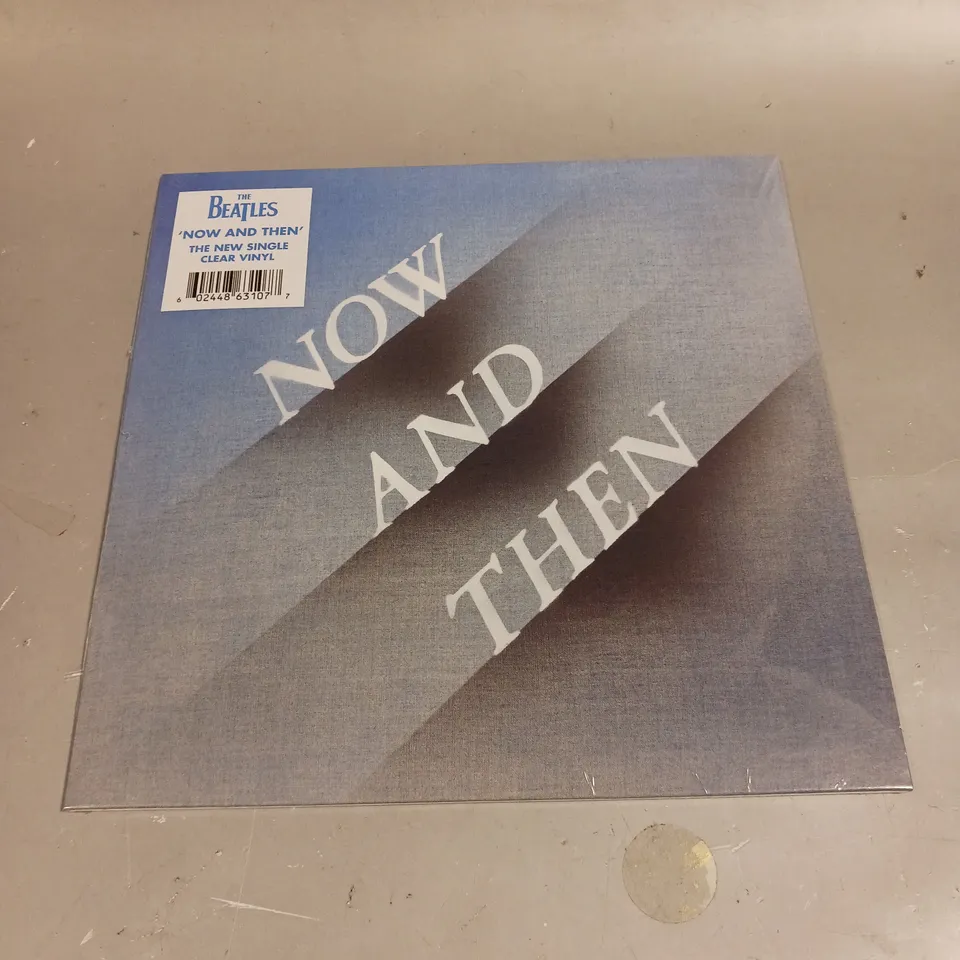 THE
BEATLES
'NOW AND THEN'
THE NEW SINGLE
CLEAR VINYL
6 02448 63107 7
NOW
AND
THEN